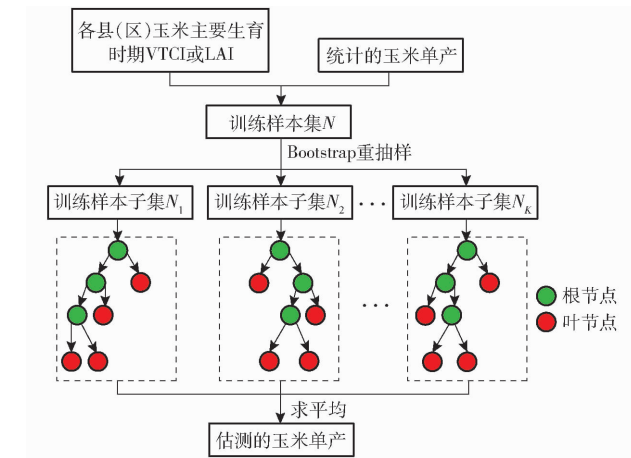 各县(区)玉米主要生育
时期VTCI或LAI
统计的玉米单产
训练样本集N
Bootstrap重抽样
训练样本子集N1
训练样本子集N2
···
训练样本子集NK
···
根节点
叶节点
求平均
估测的玉米单产